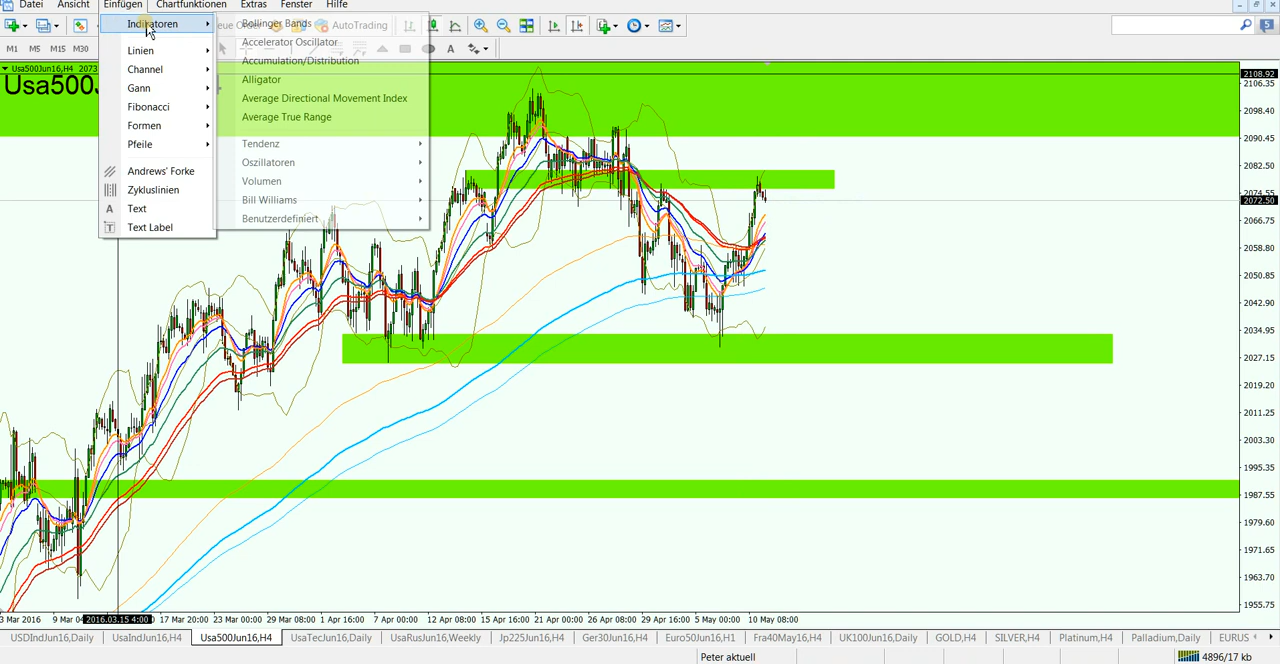 Datei Ansicht Einfügen Chartfunktionen Extras Fenster Hilfe
Indikatoren
Linien
Channel
Gann
Fibonacci
Formen
Pfeile
Andrews' Forke
Zykluslinien
Text
Text Label
Bollinger Bands
Accelerator Oscillator
Accumulation/Distribution
Alligator
Average Directional Movement Index
Average True Range
Tendenz
Oszillatoren
Volumen
Bill Williams
Benutzerdefiniert
AutoTrading
5
M1 M5 M15 M30
Usa500Jun16,H4 2073
Usa500J
2108.92
2106.35
2098.40
2090.45
2082.50
2074.55
2072.50
2066.75
2058.80
2050.85
2042.90
2034.95
2027.15
2019.20
2011.25
2003.30
1995.35
1987.55
1979.60
1971.65
1963.70
1955.75
3 Mar 2016 9 Mar 2016.03.15 4:00 17 Mar 20:00 23 Mar 00:00 29 Mar 08:00 1 Apr 16:00 7 Apr 00:00 12 Apr 08:00 15 Apr 16:00 21 Apr 00:00 26 Apr 08:00 29 Apr 16:00 5 May 00:00 10 May 08:00
USDIndJun16,Daily UsaIndJun16,H4 Usa500Jun16,H4 UsaTecJun16,Daily UsaRusJun16,Weekly Jp225Jun16,H4 Ger30Jun16,H4 Euro50Jun16,H1 Fra40May16,H4 UK100Jun16,Daily GOLD,H4 SILVER,H4 Platinum,H4 Palladium,Daily EURUS
Peter aktuell 4896/17 kb